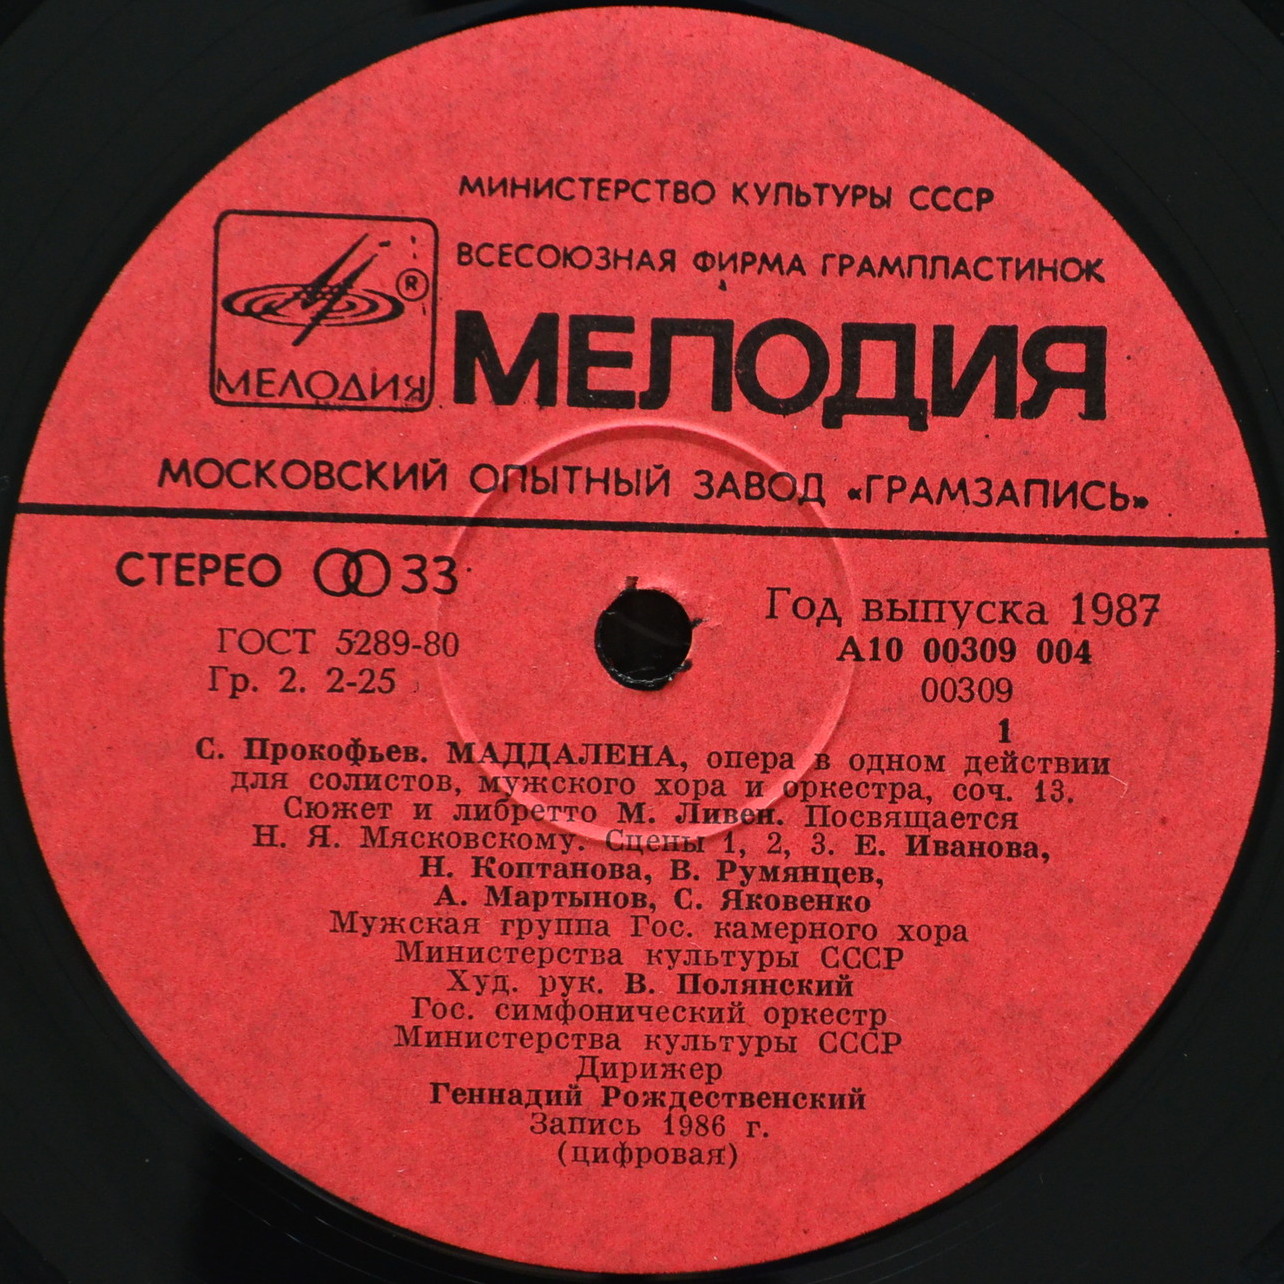 МИНИСТЕРСТВО КУЛЬТУРЫ СССР
ВСЕСОЮЗНАЯ ФИРМА ГРАМПЛАСТИНОК
®
МЕЛОДИЯ
МЕЛОДИЯ
МОСКОВСКИЙ ОПЫТНЫЙ ЗАВОД «ГРАМЗАПИСЬ»
СТЕРЕО 33
Год выпуска 1987
ГОСТ 5289-80
А10 00309 004
Гр. 2. 2-25
00309
1
С. Прокофьев. МАДДАЛЕНА, опера в одном действии
для солистов, мужского хора и оркестра, соч. 13.
Сюжет и либретто М. Ливен. Посвящается
Н. Я. Мясковскому. Сцены 1, 2, 3. Е. Иванова,
Н. Коптанова, В. Румянцев,
А. Мартынов, С. Яковенко
Мужская группа Гос. камерного хора
Министерства культуры СССР
Худ. рук. В. Полянский
Гос. симфонический оркестр
Министерства культуры СССР
Дирижер
Геннадий Рождественский
Запись 1986 г.
(цифровая)